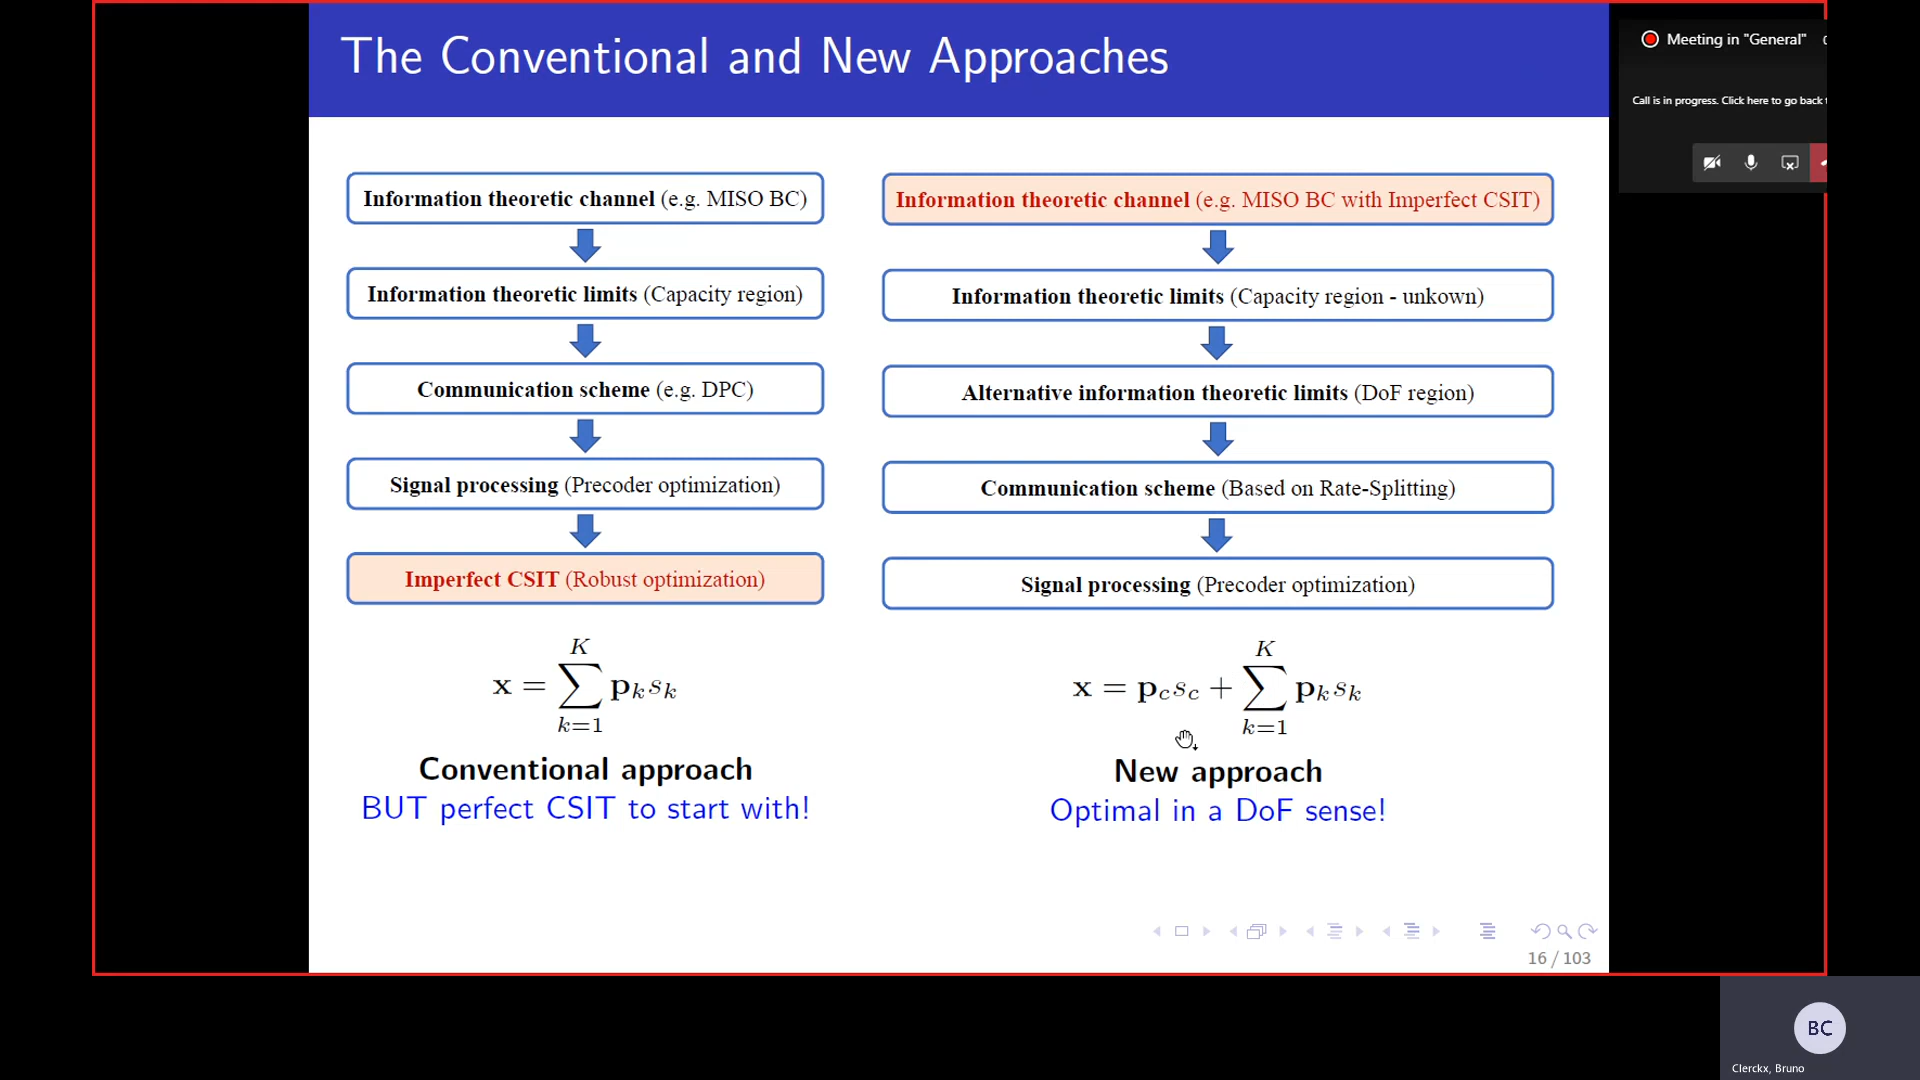 The Conventional and New Approaches
Meeting in "General"
Call is in progress. Click here to go back
Information theoretic channel (e.g. MISO BC)
Information theoretic limits (Capacity region)
Communication scheme (e.g. DPC)
Signal processing (Precoder optimization)
Imperfect CSIT (Robust optimization)
x = ∑_{k=1}^{K} p_k s_k
Conventional approach
BUT perfect CSIT to start with!
Information theoretic channel (e.g. MISO BC with Imperfect CSIT)
Information theoretic limits (Capacity region - unkown)
Alternative information theoretic limits (DoF region)
Communication scheme (Based on Rate-Splitting)
Signal processing (Precoder optimization)
x = p_c s_c + ∑_{k=1}^{K} p_k s_k
New approach
Optimal in a DoF sense!
16 / 103
BC
Clerckx, Bruno